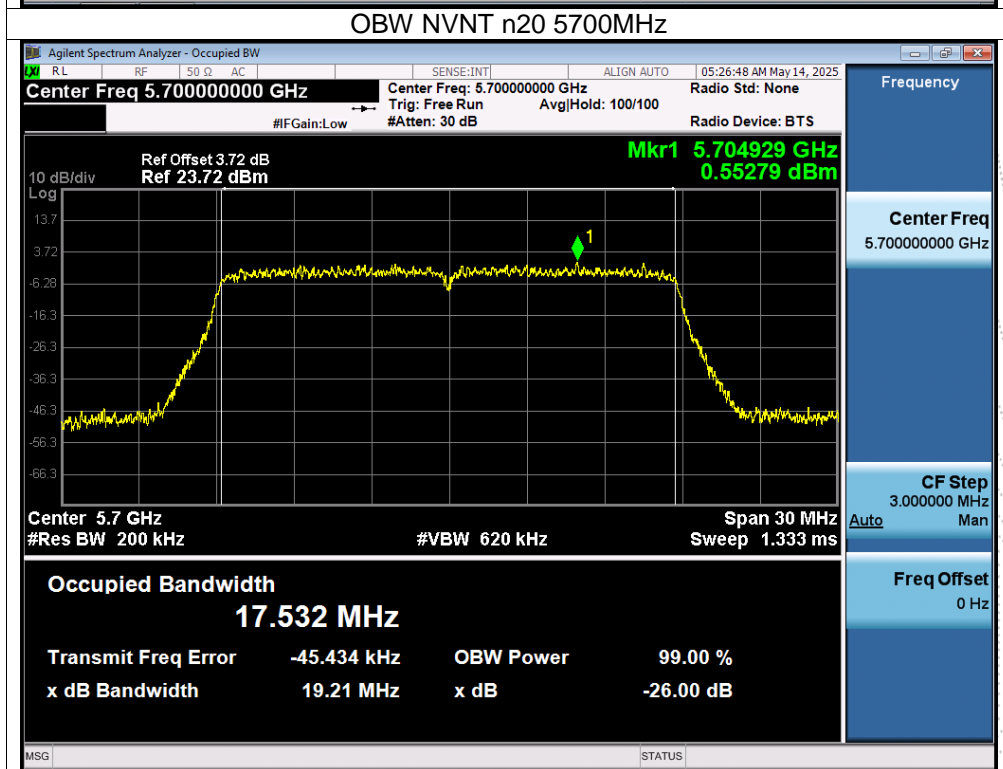 OBW NVNT n20 5700MHz
Agilent Spectrum Analyzer - Occupied BW
LXI RL RF 50 Ω AC SENSE:INT ALIGN AUTO 05:26:48 AM May 14, 2025
Center Freq 5.700000000 GHz
Center Freq: 5.700000000 GHz Radio Std: None
Trig: Free Run Avg|Hold: 100/100
#IFGain:Low #Atten: 30 dB Radio Device: BTS
Mkr1 5.704929 GHz
0.55279 dBm
Ref Offset 3.72 dB
10 dB/div Ref 23.72 dBm
Log
13.7
3.72
-6.28
-16.3
-26.3
-36.3
-46.3
-56.3
-66.3
1
Center 5.7 GHz Span 30 MHz
#Res BW 200 kHz #VBW 620 kHz Sweep 1.333 ms
Occupied Bandwidth
17.532 MHz
Transmit Freq Error -45.434 kHz OBW Power 99.00 %
x dB Bandwidth 19.21 MHz x dB -26.00 dB
Frequency
Center Freq
5.700000000 GHz
CF Step
3.000000 MHz
Auto Man
Freq Offset
0 Hz
MSG STATUS